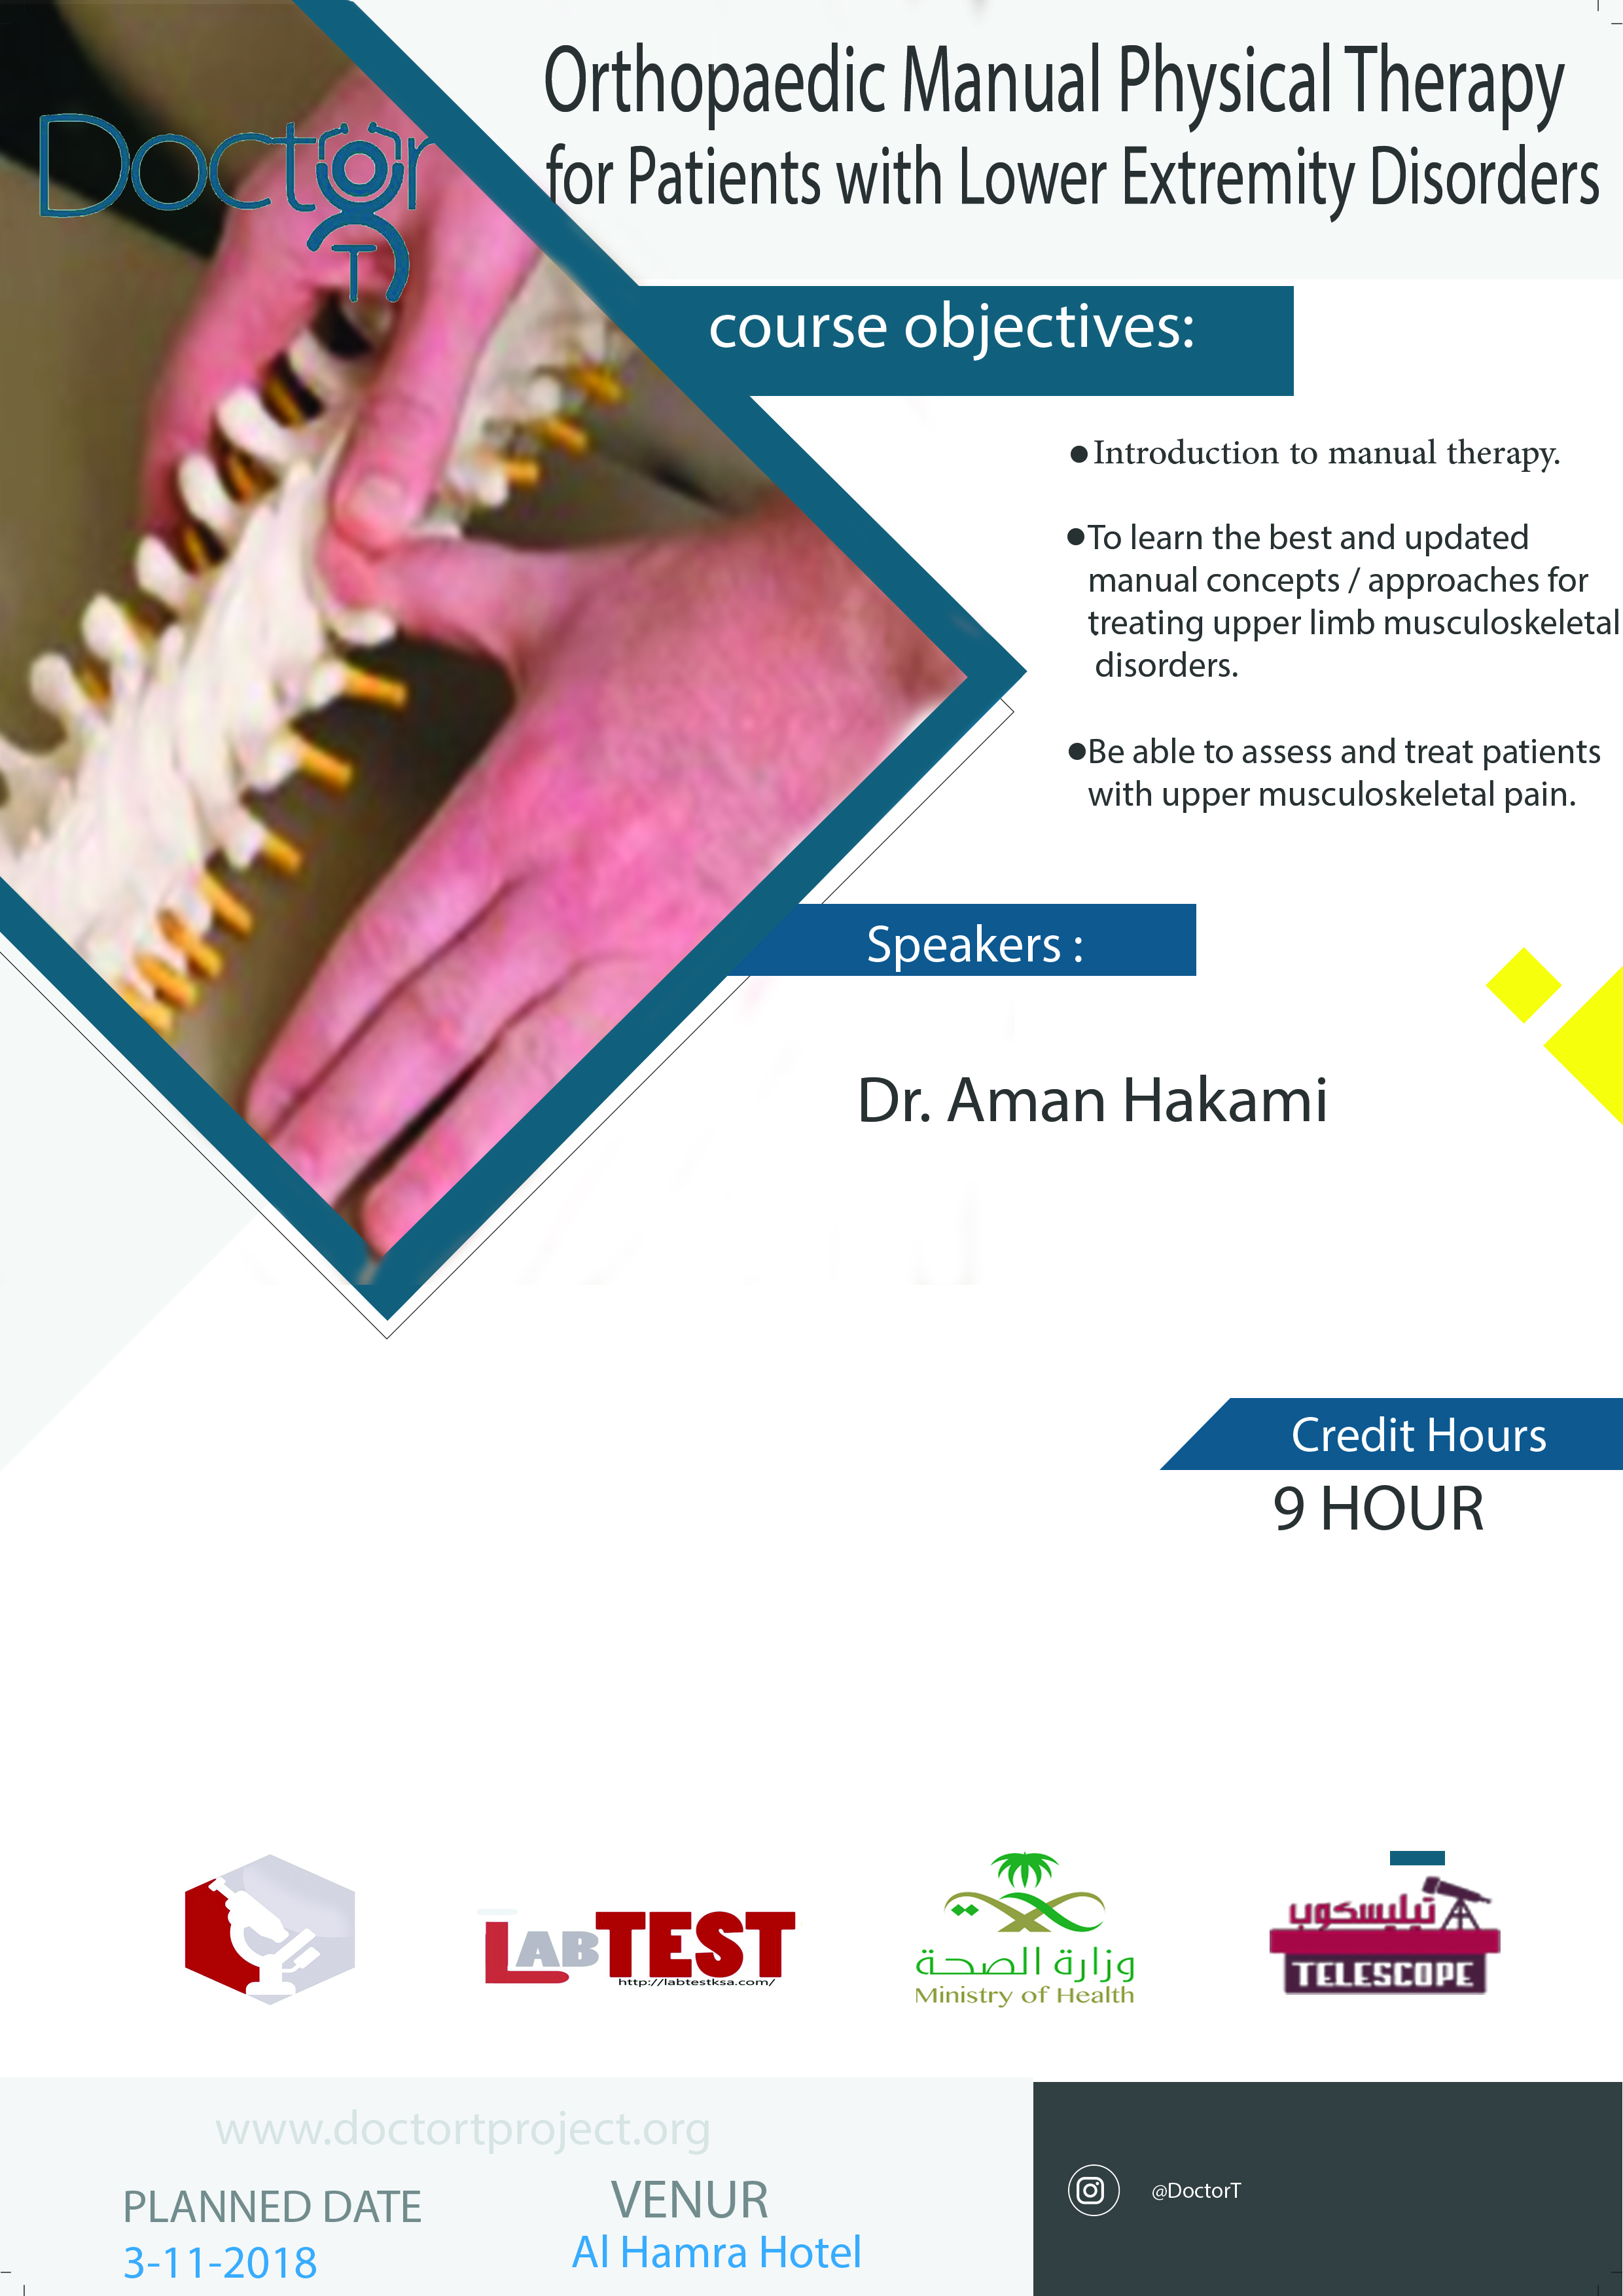 Doctor
T
Orthopaedic Manual Physical Therapy
for Patients with Lower Extremity Disorders
course objectives:
● Introduction to manual therapy.
● To learn the best and updated
manual concepts / approaches for
treating upper limb musculoskeletal
disorders.
● Be able to assess and treat patients
with upper musculoskeletal pain.
Speakers :
Dr. Aman Hakami
Credit Hours
9 HOUR
LABTEST
http://labtestksa.com/
وزارة الصحة
Ministry of Health
تيليسكوب
TELESCOPE
www.doctortproject.org
PLANNED DATE
3-11-2018
VENUR
Al Hamra Hotel
@DoctorT